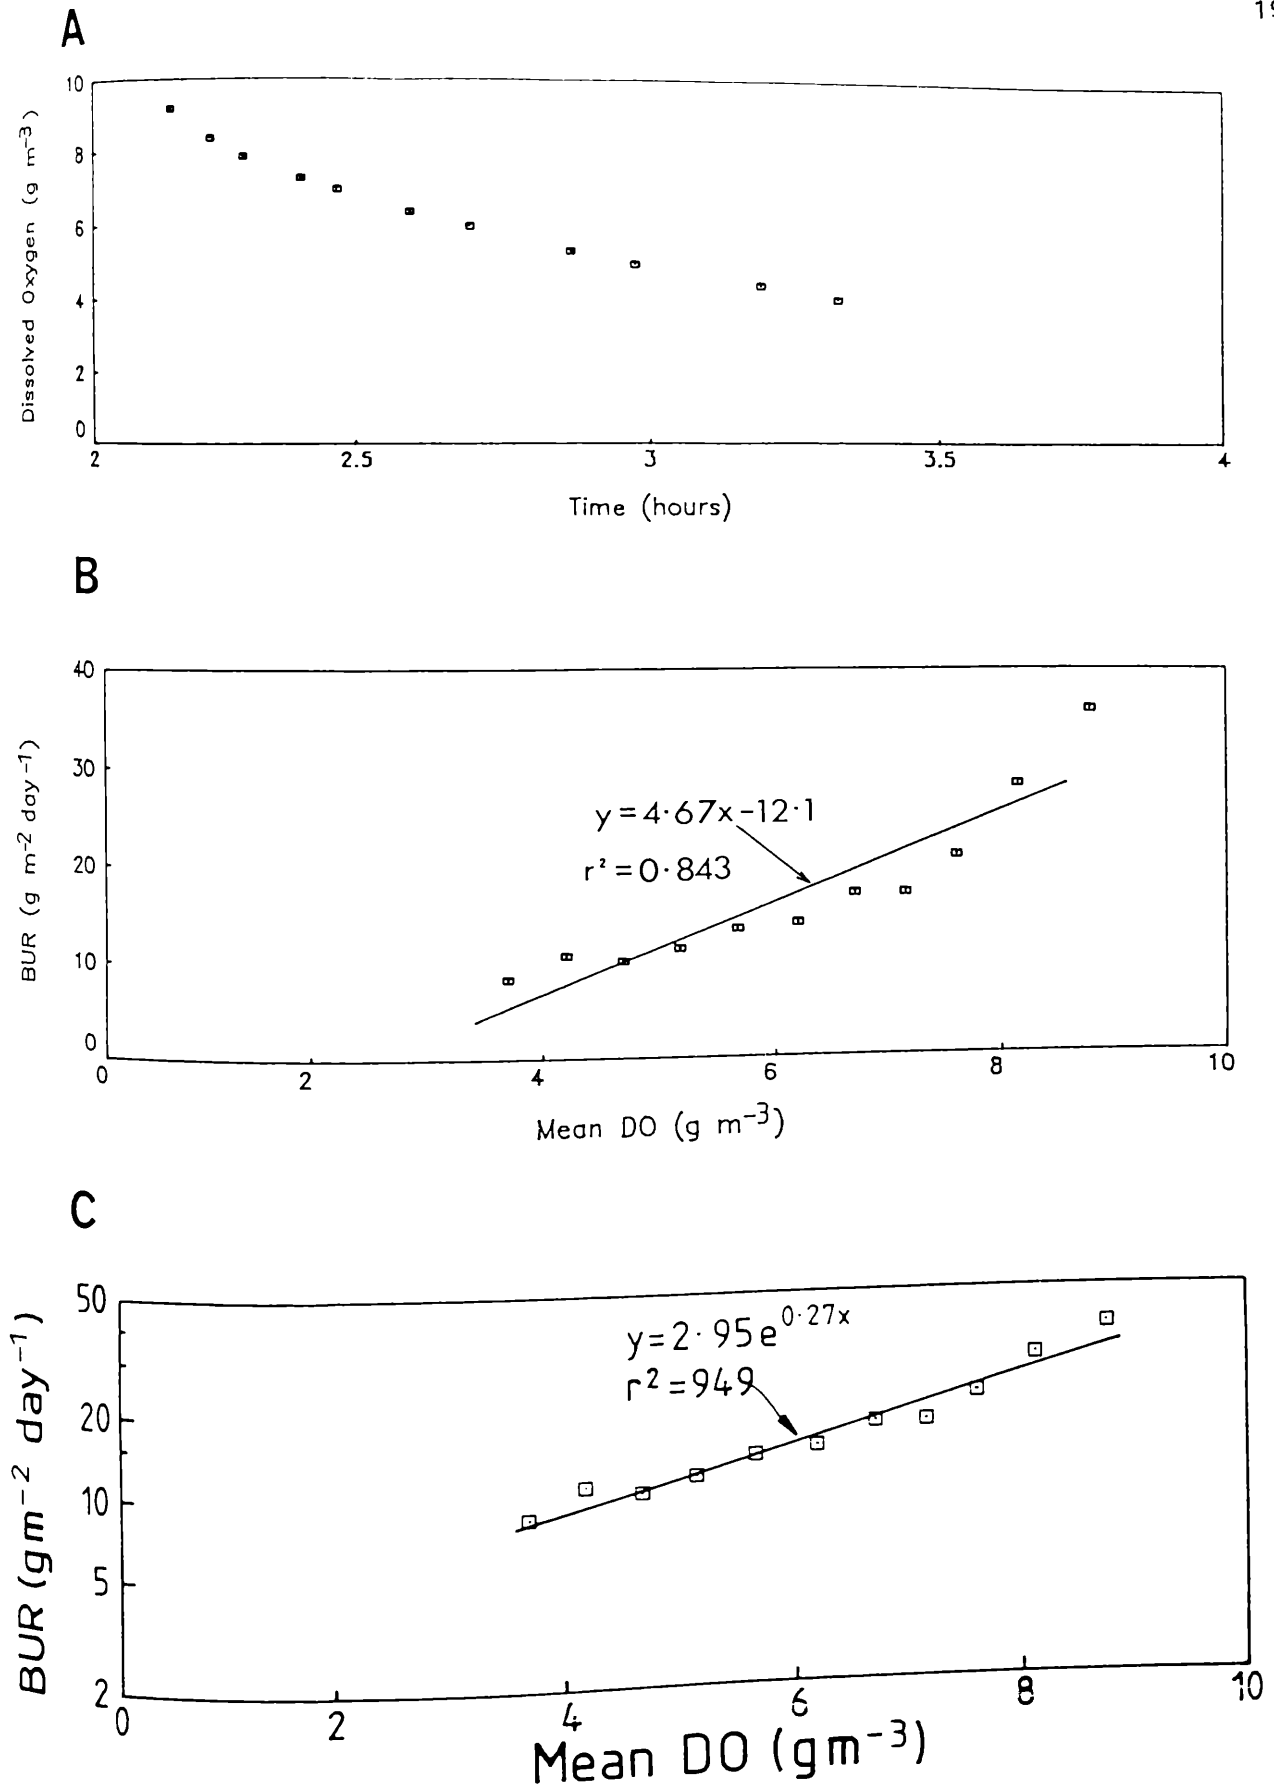 19
A
10
8
6
4
2
0
Dissolved Oxygen (g m⁻³)
2 2.5 3 3.5 4
Time (hours)
B
40
30
20
10
0
BUR (g m⁻² day⁻¹)
y = 4·67x −12·1
r² = 0·843
0 2 4 6 8 10
Mean DO (g m⁻³)
C
50
20
10
5
2
BUR (gm⁻² day⁻¹)
y = 2·95e⁰·²⁷ˣ
r² = 949
0 2 4 6 8 10
Mean DO (gm⁻³)